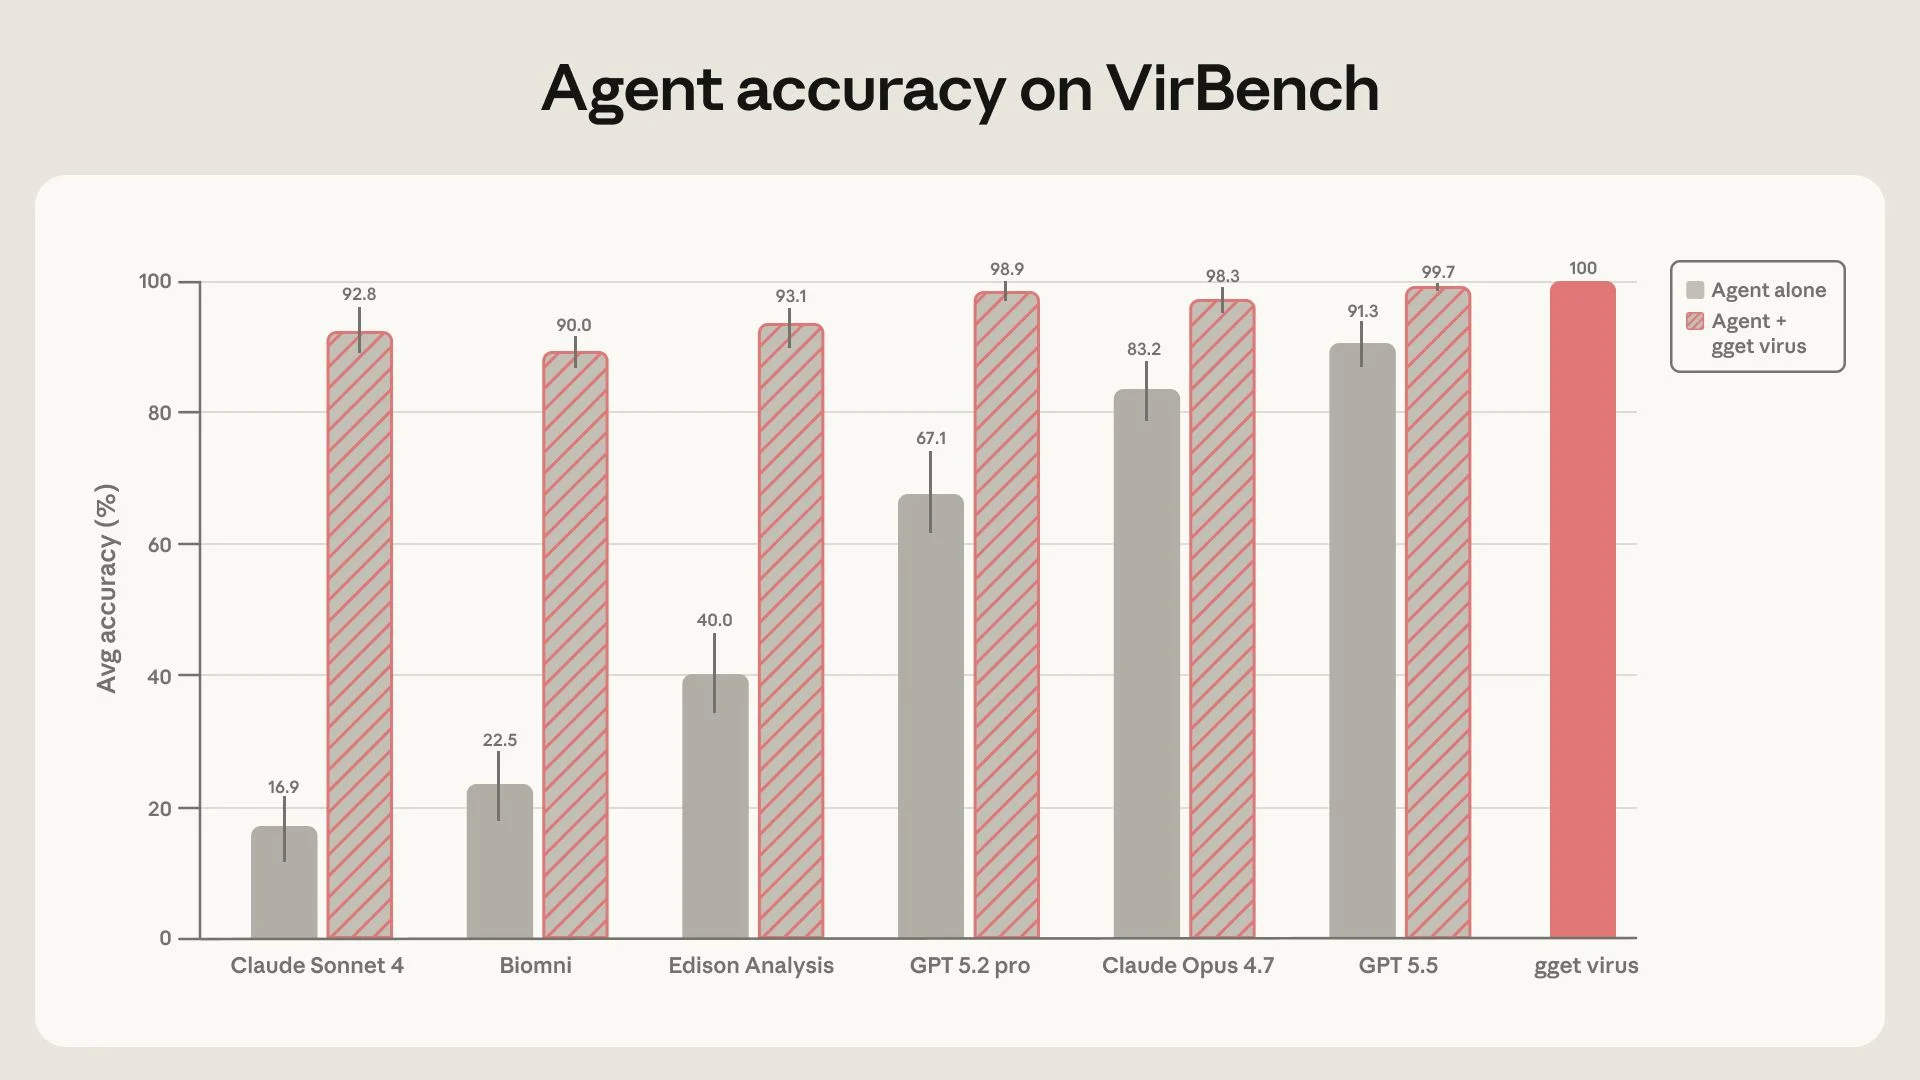 Agent accuracy on VirBench
Agent alone
Agent +
gget virus
Avg accuracy (%)
100
80
60
40
20
0
16.9
92.8
22.5
90.0
40.0
93.1
67.1
98.9
83.2
98.3
91.3
99.7
100
Claude Sonnet 4
Biomni
Edison Analysis
GPT 5.2 pro
Claude Opus 4.7
GPT 5.5
gget virus